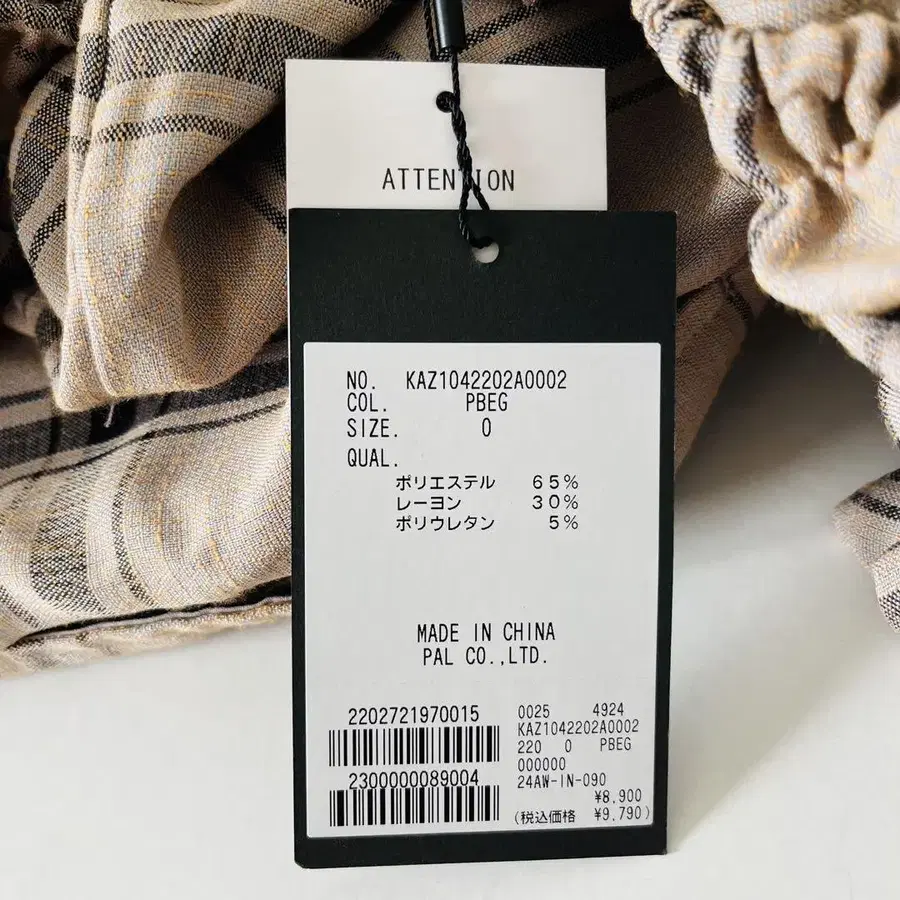 ATTENTION
NO. KAZ1042202A0002
COL. PBEG
SIZE. 0
QUAL.
ポリエステル 65%
レーヨン 30%
ポリウレタン 5%
MADE IN CHINA
PAL CO.,LTD.
2202721970015
2300000089004
0025 4924
KAZ1042202A0002
220 0 PBEG
000000
24AW-IN-090
¥8,900
(税込価格 ¥9,790)